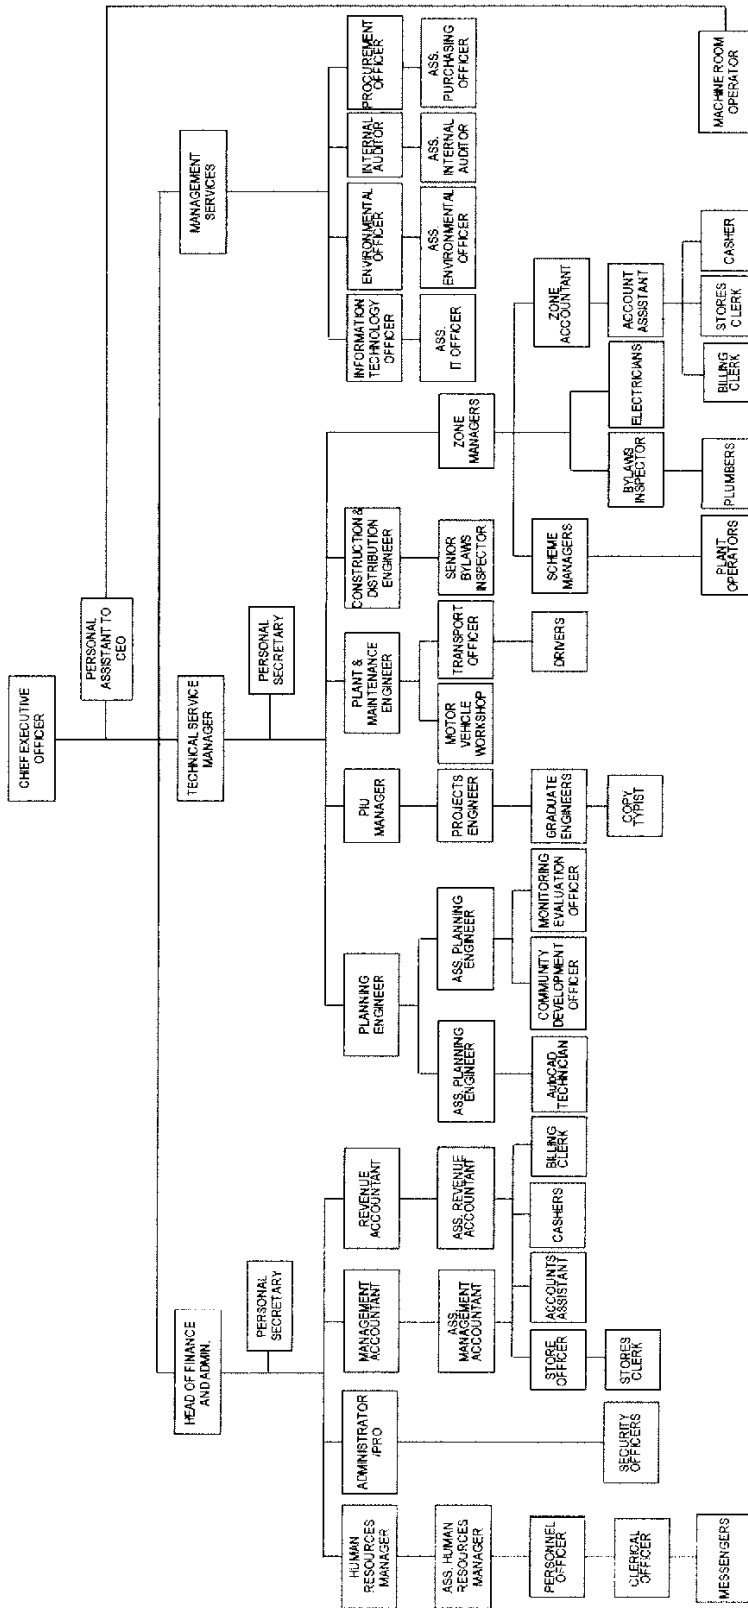 CHIEF EXECUTIVE
OFFICER
PERSONAL
ASSISTANT TO
CEO
HEAD OF FINANCE
AND ADMIN.
TECHNICAL SERVICE
MANAGER
MANAGEMENT
SERVICES
PERSONAL
SECRETARY
PERSONAL
SECRETARY
HUMAN
RESOURCES
MANAGER
ADMINISTRATOR
/PRO
MANAGEMENT
ACCOUNTANT
REVENUE
ACCOUNTANT
PLANNING
ENGINEER
PIU
MANAGER
PLANT &
MAINTENANCE
ENGINEER
CONSTRUCTION &
DISTRIBUTION
ENGINEER
INFORMATION
TECHNOLOGY
OFFICER
ENVIRONMENTAL
OFFICER
INTERNAL
AUDITOR
PROCUREMENT
OFFICER
ASS. HUMAN
RESOURCES
MANAGER
ASS.
MANAGEMENT
ACCOUNTANT
ASS. REVENUE
ACCOUNTANT
ASS. PLANNING
ENGINEER
ASS. PLANNING
ENGINEER
PROJECTS
ENGINEER
MOTOR
VEHICLE
WORKSHOP
TRANSPORT
OFFICER
SENIOR
BYLAWS
INSPECTOR
ZONE
MANAGERS
ASS.
IT OFFICER
ASS.
ENVIRONMENTAL
OFFICER
ASS.
INTERNAL
AUDITOR
ASS.
PURCHASING
OFFICER
PERSONNEL
OFFICER
STORE
OFFICER
ACCOUNTS
ASSISTANT
CASHERS
BILLING
CLERK
AutoCAD
TECHNICIAN
COMMUNITY
DEVELOPMENT
OFFICER
MONITORING
EVALUATION
OFFICER
GRADUATE
ENGINEERS
DRIVERS
SCHEME
MANAGERS
ZONE
ACCOUNTANT
CLERICAL
OFFICER
SECURITY
OFFICERS
STORES
CLERK
COPY
TYPIST
BYLAWS
INSPECTOR
ELECTRICIANS
ACCOUNT
ASSISTANT
MESSENGERS
PLANT
OPERATORS
PLUMBERS
BILLING
CLERK
STORES
CLERK
CASHER
MACHINE ROOM
OPERATOR